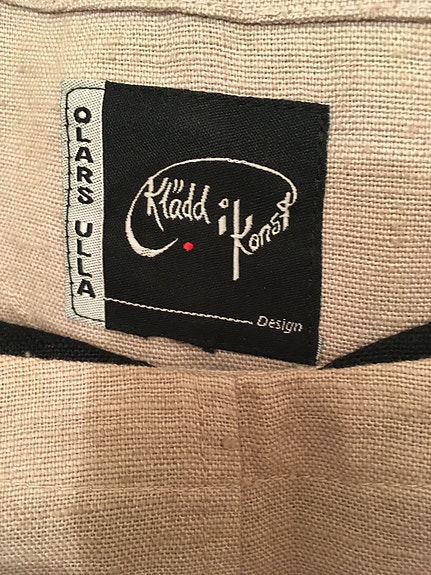 OLARS ULLA
Klädd i Konst
Design